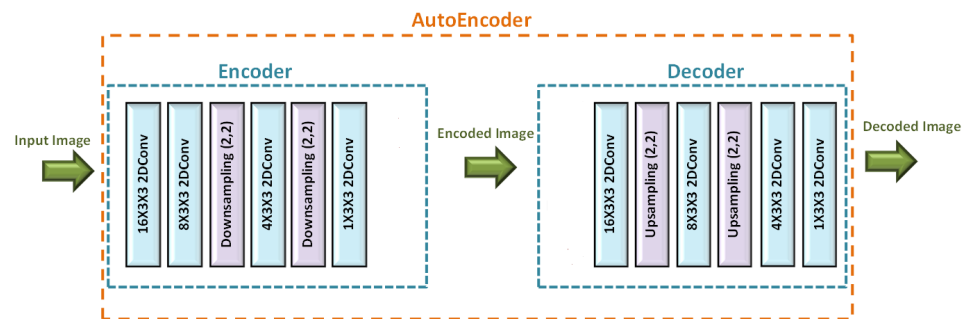 AutoEncoder
Encoder
Decoder
Input Image
16X3X3 2DConv
8X3X3 2DConv
Downsampling (2,2)
4X3X3 2DConv
Downsampling (2,2)
1X3X3 2DConv
Encoded Image
16X3X3 2DConv
Upsampling (2,2)
8X3X3 2DConv
Upsampling (2,2)
4X3X3 2DConv
1X3X3 2DConv
Decoded Image